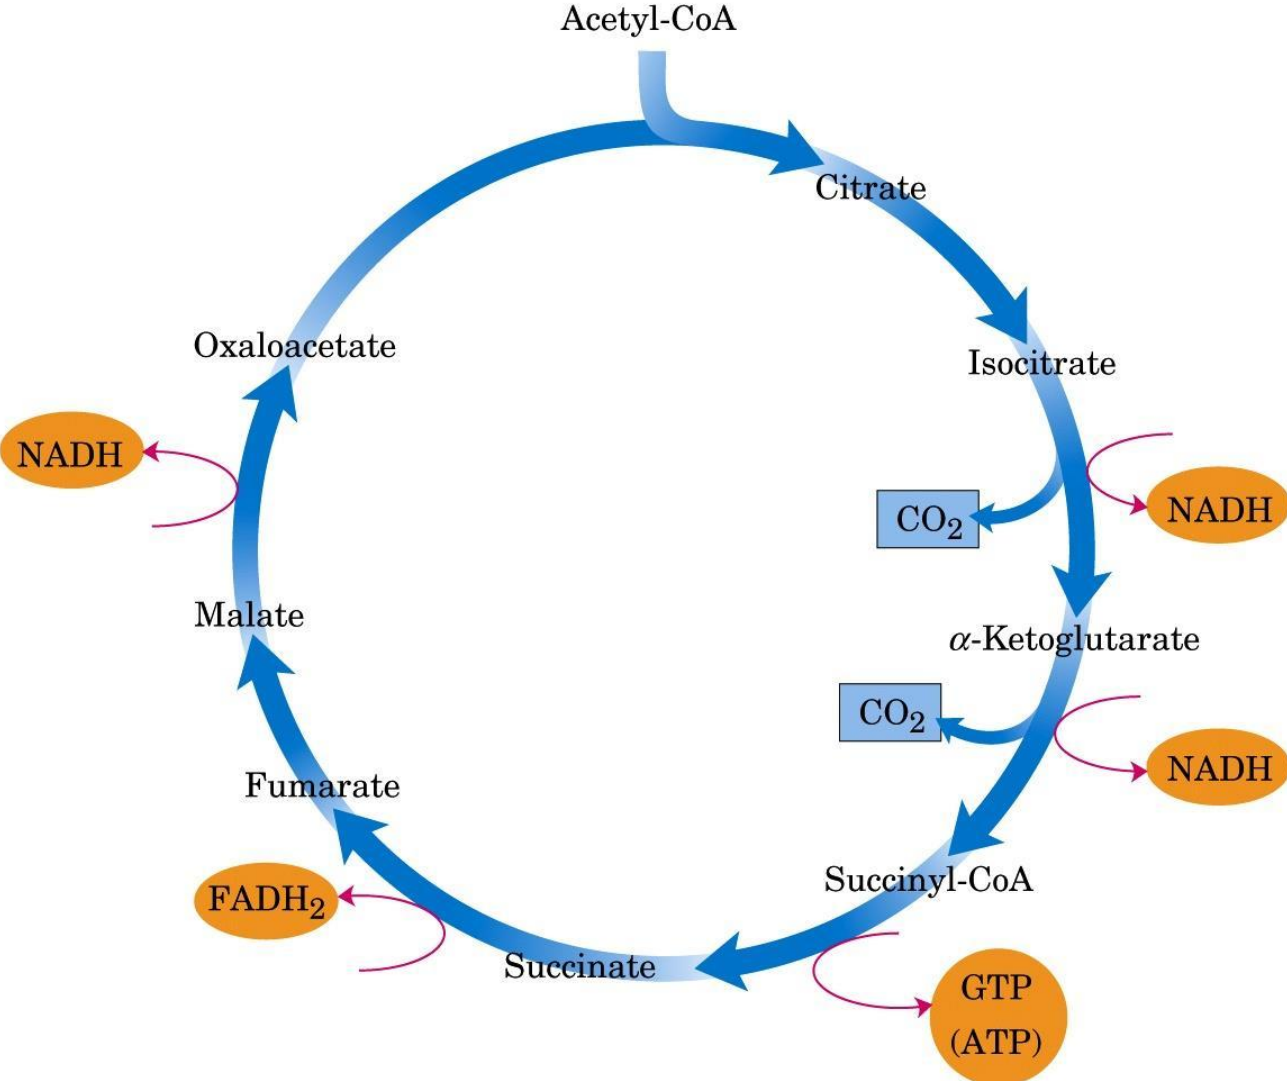 Acetyl-CoA
Citrate
Oxaloacetate
Isocitrate
NADH
CO₂
NADH
Malate
α-Ketoglutarate
CO₂
NADH
Fumarate
Succinyl-CoA
FADH₂
Succinate
GTP
(ATP)